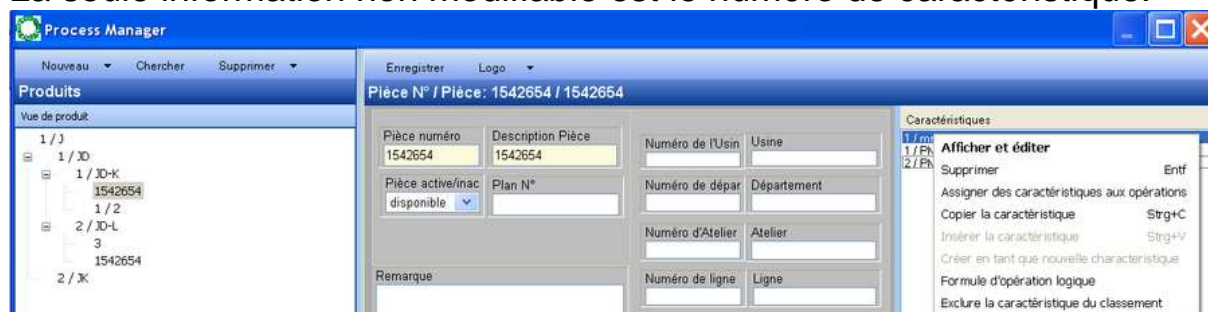 La seule information non modifiable est le numéro de caractéristique.
Process Manager
Nouveau Chercher Supprimer
Enregistrer Logo
Produits
Pièce N° / Pièce: 1542654 / 1542654
Vue de produit
Caractéristiques
1 / J
1 / JD
1 / JD-K
1542654
1 / 2
2 / JD-L
3
1542654
2 / JK
Pièce numéro Description Pièce
1542654 1542654
Pièce active/inac Plan N°
disponible
Remarque
Numéro de l'Usin Usine
Numéro de dépar Département
Numéro d'Atelier Atelier
Numéro de ligne Ligne
1 / PN
2 / PN
Afficher et éditer
Supprimer Entf
Assigner des caractéristiques aux opérations
Copier la caractéristique Strg+C
Insérer la caractéristique Strg+V
Créer en tant que nouvelle characteristique
Formule d'opération logique
Exclure la caractéristique du classement